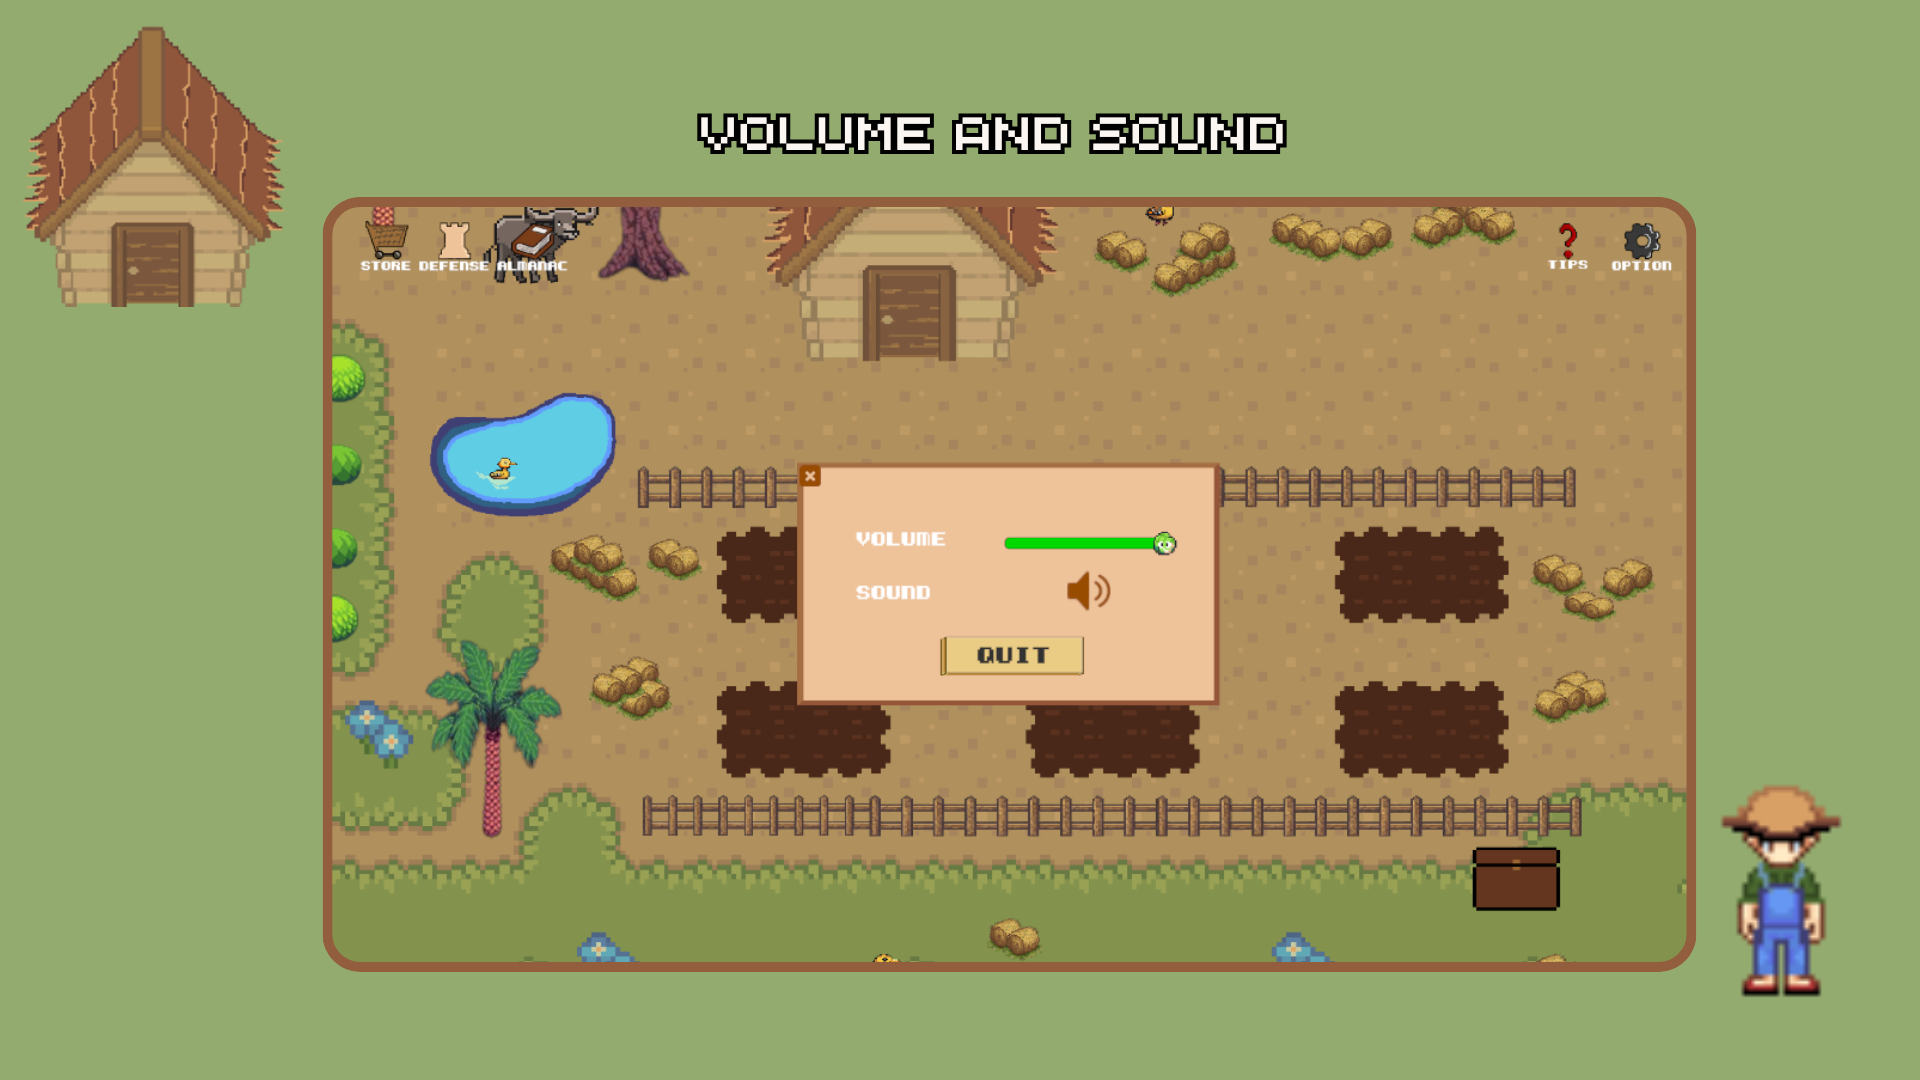 VOLUME AND SOUND
STORE DEFENSE ALMANAC
TIPS OPTION
VOLUME
SOUND
QUIT